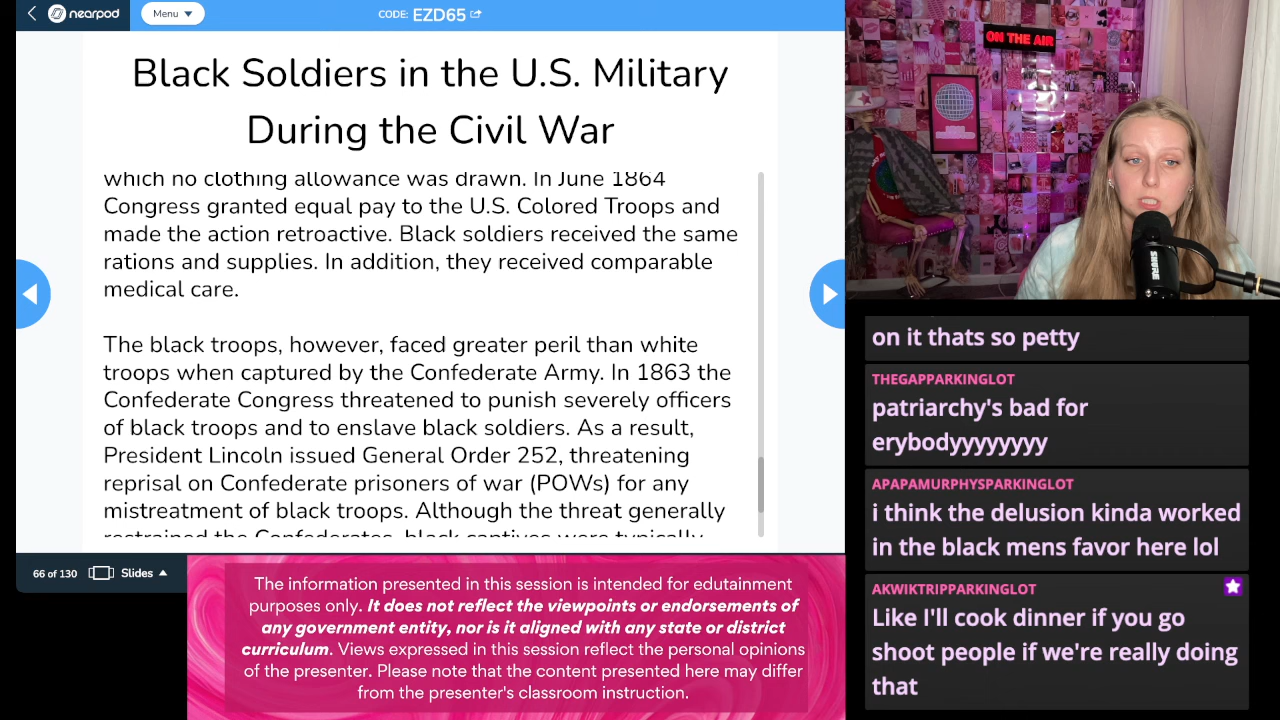 nearpod
Menu
CODE: EZD65
Black Soldiers in the U.S. Military
During the Civil War
which no clothing allowance was drawn. In June 1864
Congress granted equal pay to the U.S. Colored Troops and
made the action retroactive. Black soldiers received the same
rations and supplies. In addition, they received comparable
medical care.
The black troops, however, faced greater peril than white
troops when captured by the Confederate Army. In 1863 the
Confederate Congress threatened to punish severely officers
of black troops and to enslave black soldiers. As a result,
President Lincoln issued General Order 252, threatening
reprisal on Confederate prisoners of war (POWs) for any
mistreatment of black troops. Although the threat generally
restrained the Confederates, black captives were typically
66 of 130
Slides
The information presented in this session is intended for edutainment
purposes only. It does not reflect the viewpoints or endorsements of
any government entity, nor is it aligned with any state or district
curriculum. Views expressed in this session reflect the personal opinions
of the presenter. Please note that the content presented here may differ
from the presenter's classroom instruction.
ON THE AIR
SHURE
on it thats so petty
THEGAPPARKINGLOT
patriarchy's bad for
erybodyyyyyyyy
APAPAMURPHYSPARKINGLOT
i think the delusion kinda worked
in the black mens favor here lol
AKWIKTRIPPARKINGLOT
Like I'll cook dinner if you go
shoot people if we're really doing
that